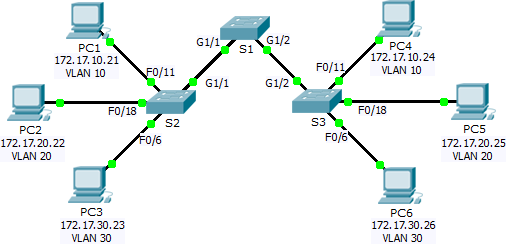 PC1
172.17.10.21
VLAN 10
G1/1
S1
G1/2
PC4
172.17.10.24
VLAN 10
F0/11
G1/1
G1/2
F0/11
PC2
172.17.20.22
VLAN 20
F0/18
S2
F0/6
S3
F0/18
F0/6
PC5
172.17.20.25
VLAN 20
PC3
172.17.30.23
VLAN 30
PC6
172.17.30.26
VLAN 30